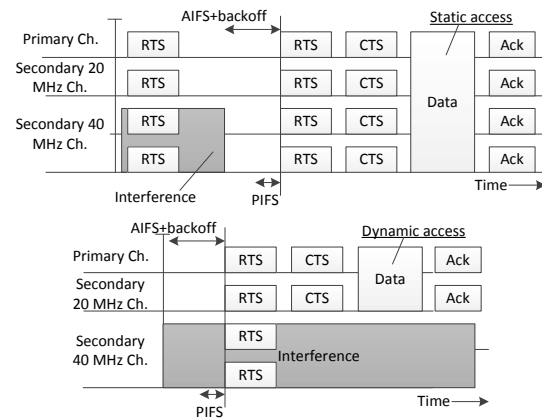 AIFS+backoff
Static access
Primary Ch.
RTS
RTS
CTS
Ack
Secondary 20
MHz Ch.
RTS
RTS
CTS
Data
Ack
Secondary 40
MHz Ch.
RTS
RTS
CTS
Ack
RTS
RTS
CTS
Ack
Interference
PIFS
Time
AIFS+backoff
Dynamic access
Primary Ch.
RTS
CTS
Data
Ack
Secondary
20 MHz Ch.
RTS
CTS
Ack
Secondary
40 MHz Ch.
RTS
Interference
RTS
PIFS
Time